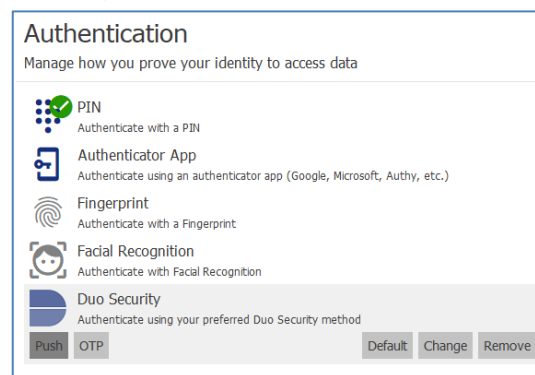 Authentication
Manage how you prove your identity to access data
PIN
Authenticate with a PIN
Authenticator App
Authenticate using an authenticator app (Google, Microsoft, Authy, etc.)
Fingerprint
Authenticate with a Fingerprint
Facial Recognition
Authenticate with Facial Recognition
Duo Security
Authenticate using your preferred Duo Security method
Push OTP Default Change Remove